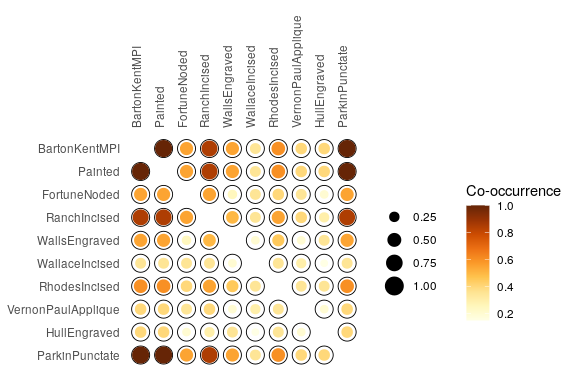 BartonKentMPI
Painted
FortuneNoded
RanchIncised
WallsEngraved
WallaceIncised
RhodesIncised
VernonPaulApplique
HullEngraved
ParkinPunctate
BartonKentMPI
Painted
FortuneNoded
RanchIncised
WallsEngraved
WallaceIncised
RhodesIncised
VernonPaulApplique
HullEngraved
ParkinPunctate
0.25
0.50
0.75
1.00
Co-occurrence
1.0
0.8
0.6
0.4
0.2